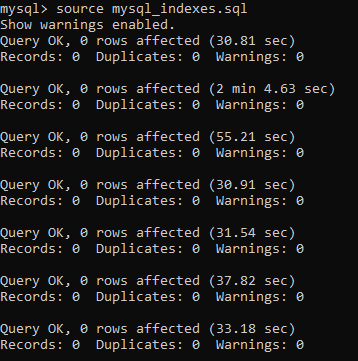 mysql> source mysql_indexes.sql
Show warnings enabled.
Query OK, 0 rows affected (30.81 sec)
Records: 0  Duplicates: 0  Warnings: 0

Query OK, 0 rows affected (2 min 4.63 sec)
Records: 0  Duplicates: 0  Warnings: 0

Query OK, 0 rows affected (55.21 sec)
Records: 0  Duplicates: 0  Warnings: 0

Query OK, 0 rows affected (30.91 sec)
Records: 0  Duplicates: 0  Warnings: 0

Query OK, 0 rows affected (31.54 sec)
Records: 0  Duplicates: 0  Warnings: 0

Query OK, 0 rows affected (37.82 sec)
Records: 0  Duplicates: 0  Warnings: 0

Query OK, 0 rows affected (33.18 sec)
Records: 0  Duplicates: 0  Warnings: 0